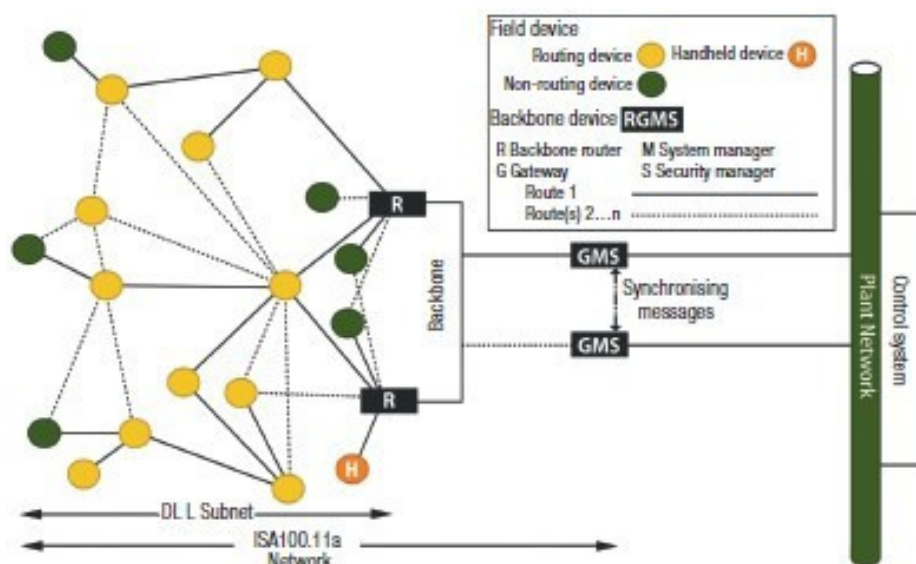 Field device
Routing device
Handheld device H
Non-routing device
Backbone device RGMS
R Backbone router
M System manager
G Gateway
S Security manager
Route 1
Route(s) 2...n
R
GMS
Backbone
Synchronising
messages
GMS
R
H
Plant Network
Control system
DL L Subnet
ISA100.11a
Network